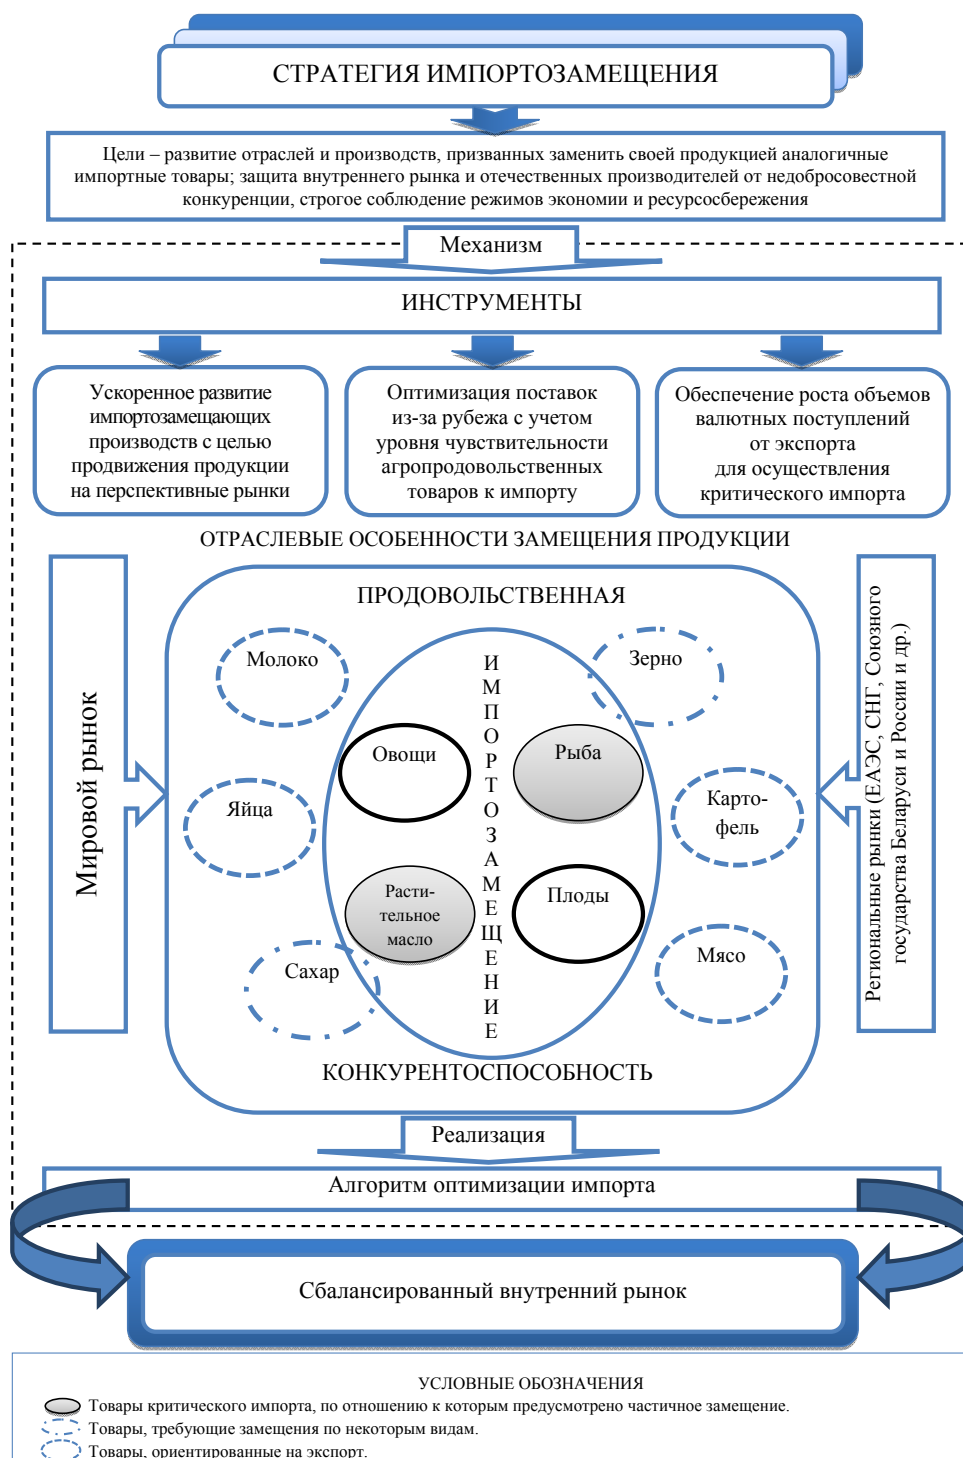 СТРАТЕГИЯ ИМПОРТОЗАМЕЩЕНИЯ
Цели – развитие отраслей и производств, призванных заменить своей продукцией аналогичные
импортные товары; защита внутреннего рынка и отечественных производителей от недобросовестной
конкуренции, строгое соблюдение режимов экономии и ресурсосбережения
Механизм
ИНСТРУМЕНТЫ
Ускоренное развитие
импортозамещающих
производств с целью
продвижения продукции
на перспективные рынки
Оптимизация поставок
из-за рубежа с учетом
уровня чувствительности
агропродовольственных
товаров к импорту
Обеспечение роста объемов
валютных поступлений
от экспорта
для осуществления
критического импорта
ОТРАСЛЕВЫЕ ОСОБЕННОСТИ ЗАМЕЩЕНИЯ ПРОДУКЦИИ
Мировой рынок
ПРОДОВОЛЬСТВЕННАЯ
Молоко
Яйца
Сахар
Овощи
Расти-
тельное
масло
ИМПОРТОЗАМЕЩЕНИЕ
Рыба
Плоды
Зерно
Карто-
фель
Мясо
КОНКУРЕНТОСПОСОБНОСТЬ
Региональные рынки (ЕАЭС, СНГ, Союзного
государства Беларуси и России и др.)
Реализация
Алгоритм оптимизации импорта
Сбалансированный внутренний рынок
УСЛОВНЫЕ ОБОЗНАЧЕНИЯ
Товары критического импорта, по отношению к которым предусмотрено частичное замещение.
Товары, требующие замещения по некоторым видам.
Товары, ориентированные на экспорт.